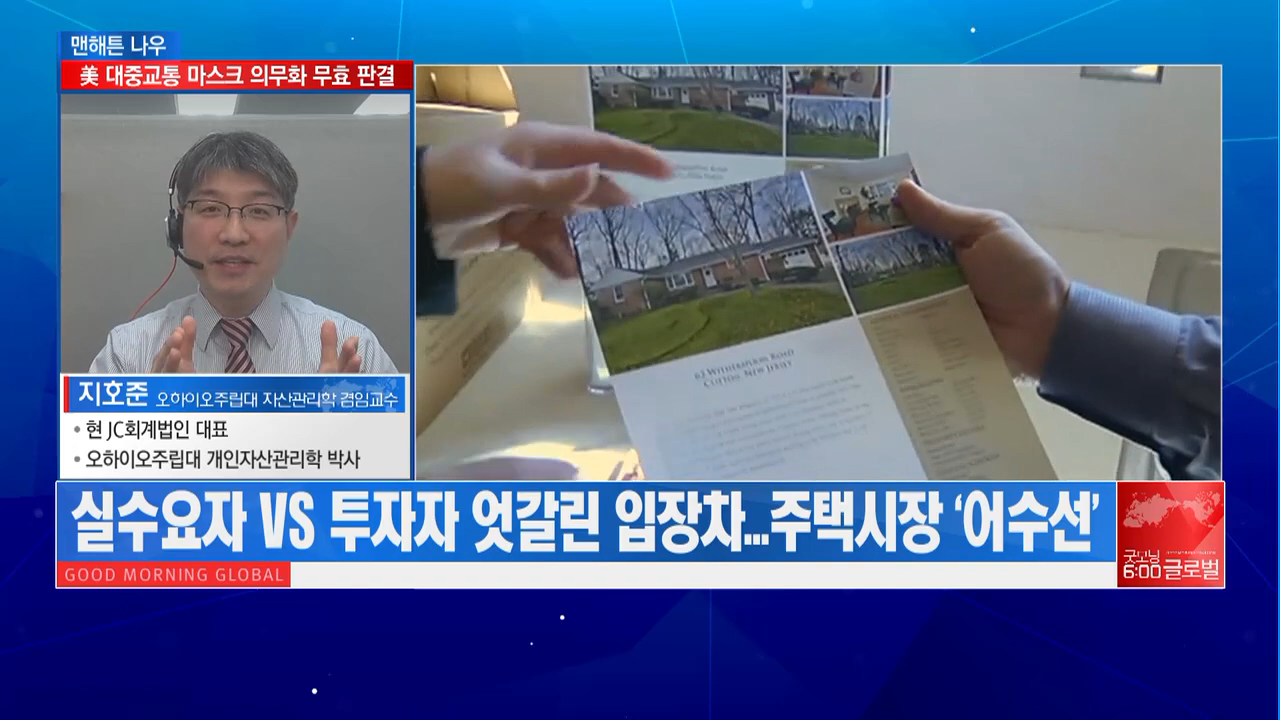 맨해튼 나우
美 대중교통 마스크 의무화 무효 판결
지호준 오하이오주립대 자산관리학 겸임교수
• 현 JC회계법인 대표
• 오하이오주립대 개인자산관리학 박사
NEW JERSEY
실수요자 VS 투자자 엇갈린 입장차...주택시장 ‘어수선’
GOOD MORNING GLOBAL
굿모닝
6:00 글로벌